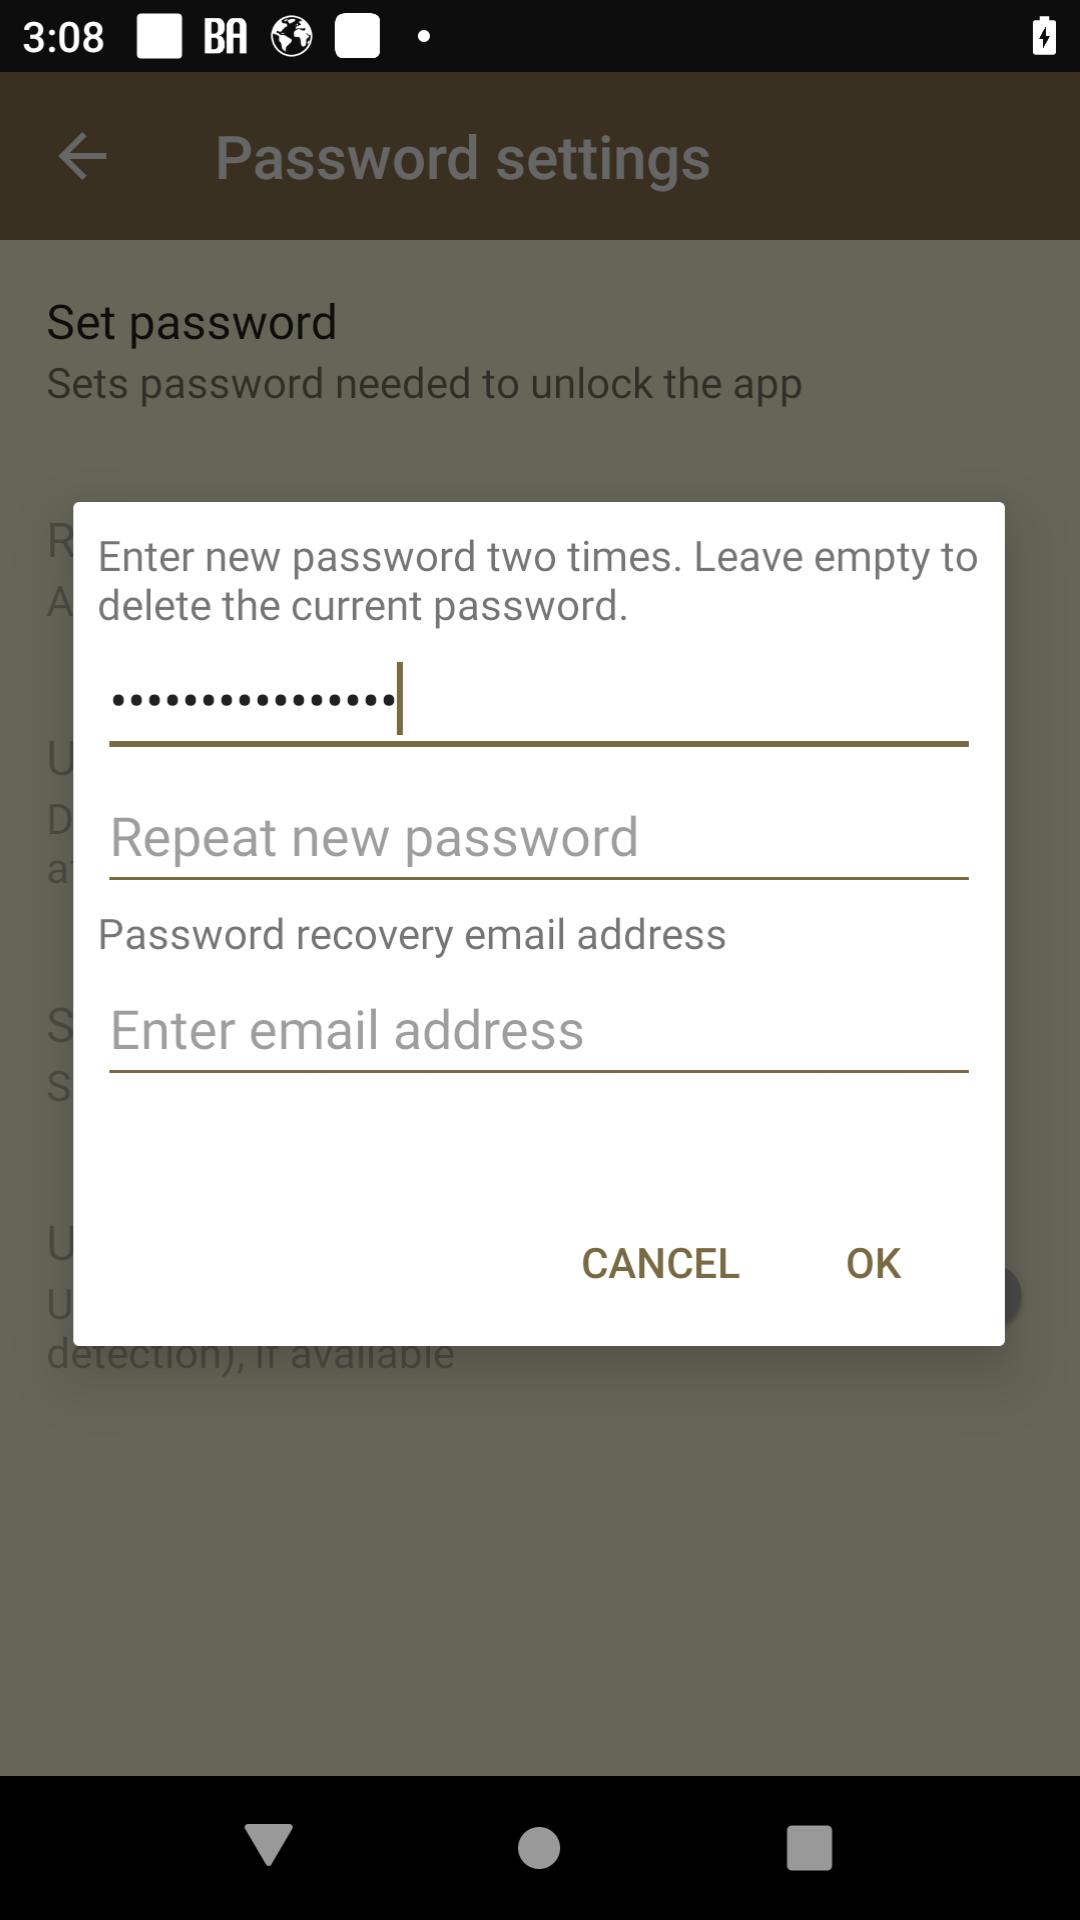 3:08 BA
Password settings
Set password
Sets password needed to unlock the app
Enter new password two times. Leave empty to
delete the current password.
••••••••••••••••
Repeat new password
Password recovery email address
Enter email address
CANCEL OK
detection), if available